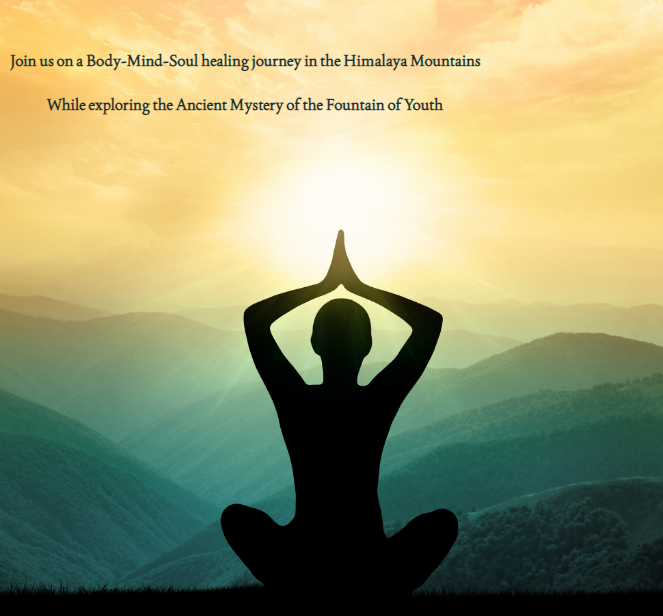 Join us on a Body-Mind-Soul healing journey in the Himalaya Mountains
While exploring the Ancient Mystery of the Fountain of Youth